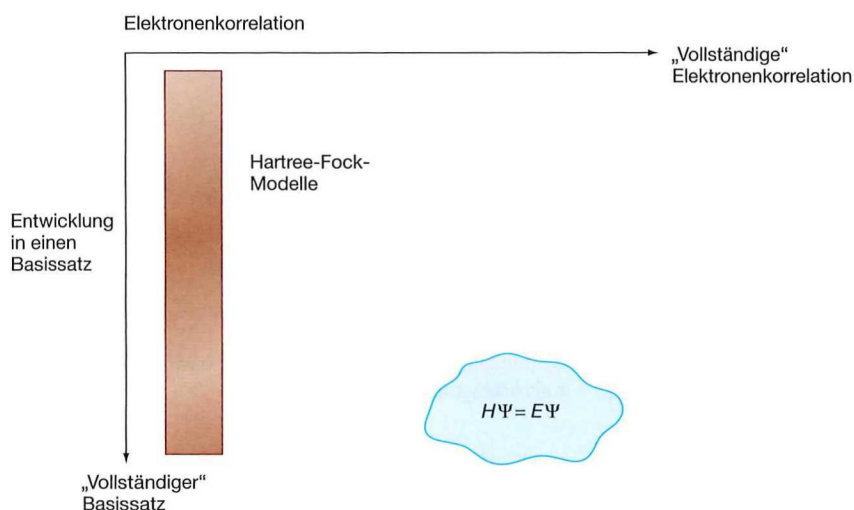 Elektronenkorrelation
„Vollständige“
Elektronenkorrelation
Hartree-Fock-
Modelle
Entwicklung
in einen
Basissatz
HΨ = EΨ
„Vollständiger“
Basissatz